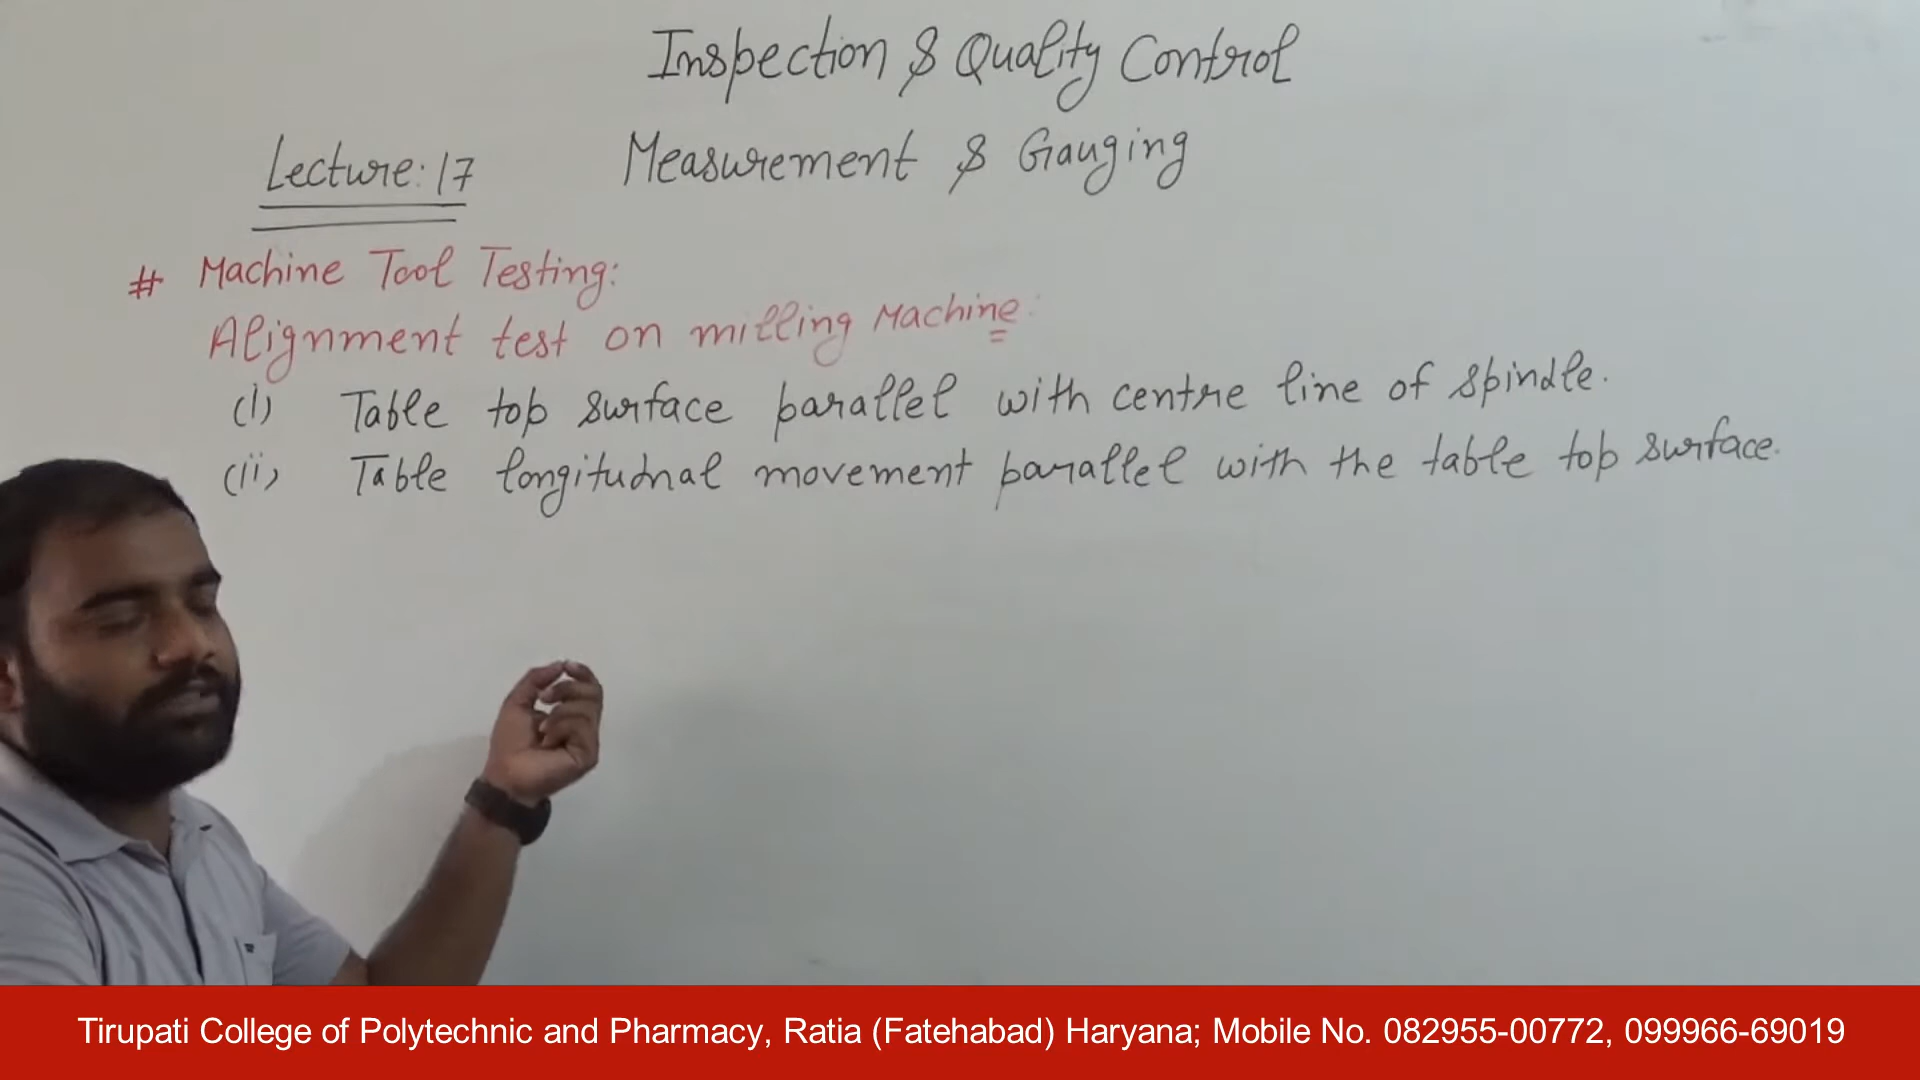 Inspection & Quality Control
Lecture: 17
Measurement & Gauging
# Machine Tool Testing:
Alignment test on milling Machine:
(i) Table top surface parallel with centre line of spindle.
(ii) Table longitudnal movement parallel with the table top surface.
Tirupati College of Polytechnic and Pharmacy, Ratia (Fatehabad) Haryana; Mobile No. 082955-00772, 099966-69019